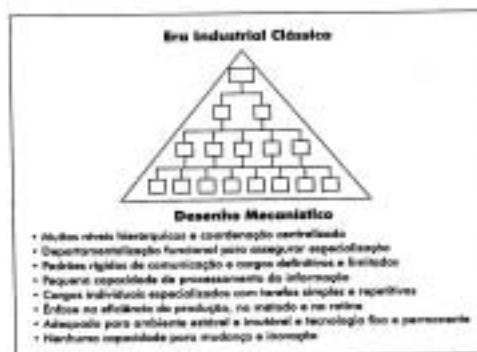 Era Industrial Clássica
Desenho Mecanístico
• Muitos níveis hierárquicos e coordenação centralizada
• Departamentalização funcional para assegurar especialização
• Padrões rígidos de comunicação e cargos definitivos e limitados
• Pequena capacidade de processamento da informação
• Cargos individuais especializados com tarefas simples e repetitivas
• Ênfase na eficiência da produção, no método e na rotina
• Adequado para ambiente estável e imutável e tecnologia fixa e permanente
• Nenhuma capacidade para mudança e inovação